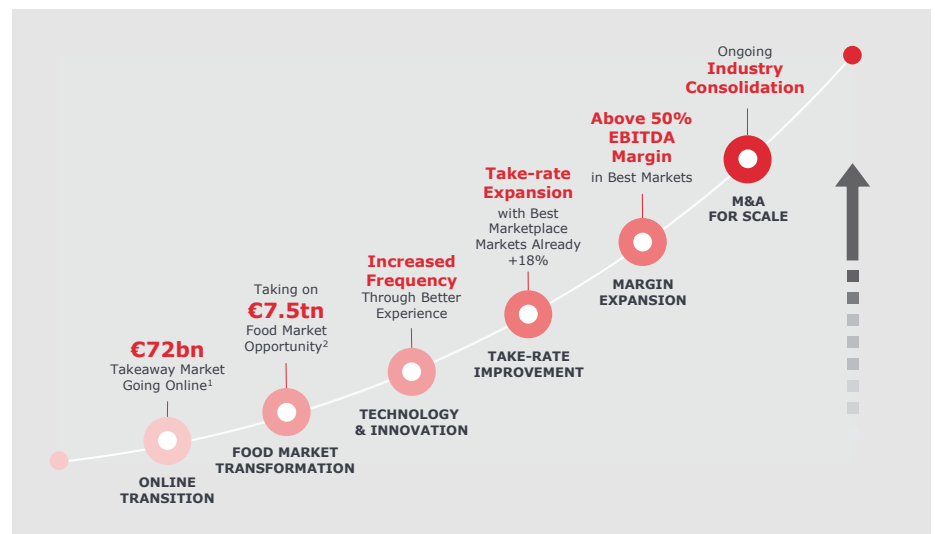 €72bn
Takeaway Market
Going Online¹
ONLINE
TRANSITION
Taking on
€7.5tn
Food Market
Opportunity²
FOOD MARKET
TRANSFORMATION
Increased
Frequency
Through Better
Experience
TECHNOLOGY
& INNOVATION
Take-rate
Expansion
with Best
Marketplace
Markets Already
+18%
TAKE-RATE
IMPROVEMENT
Above 50%
EBITDA
Margin
in Best Markets
MARGIN
EXPANSION
Ongoing
Industry
Consolidation
M&A
FOR SCALE